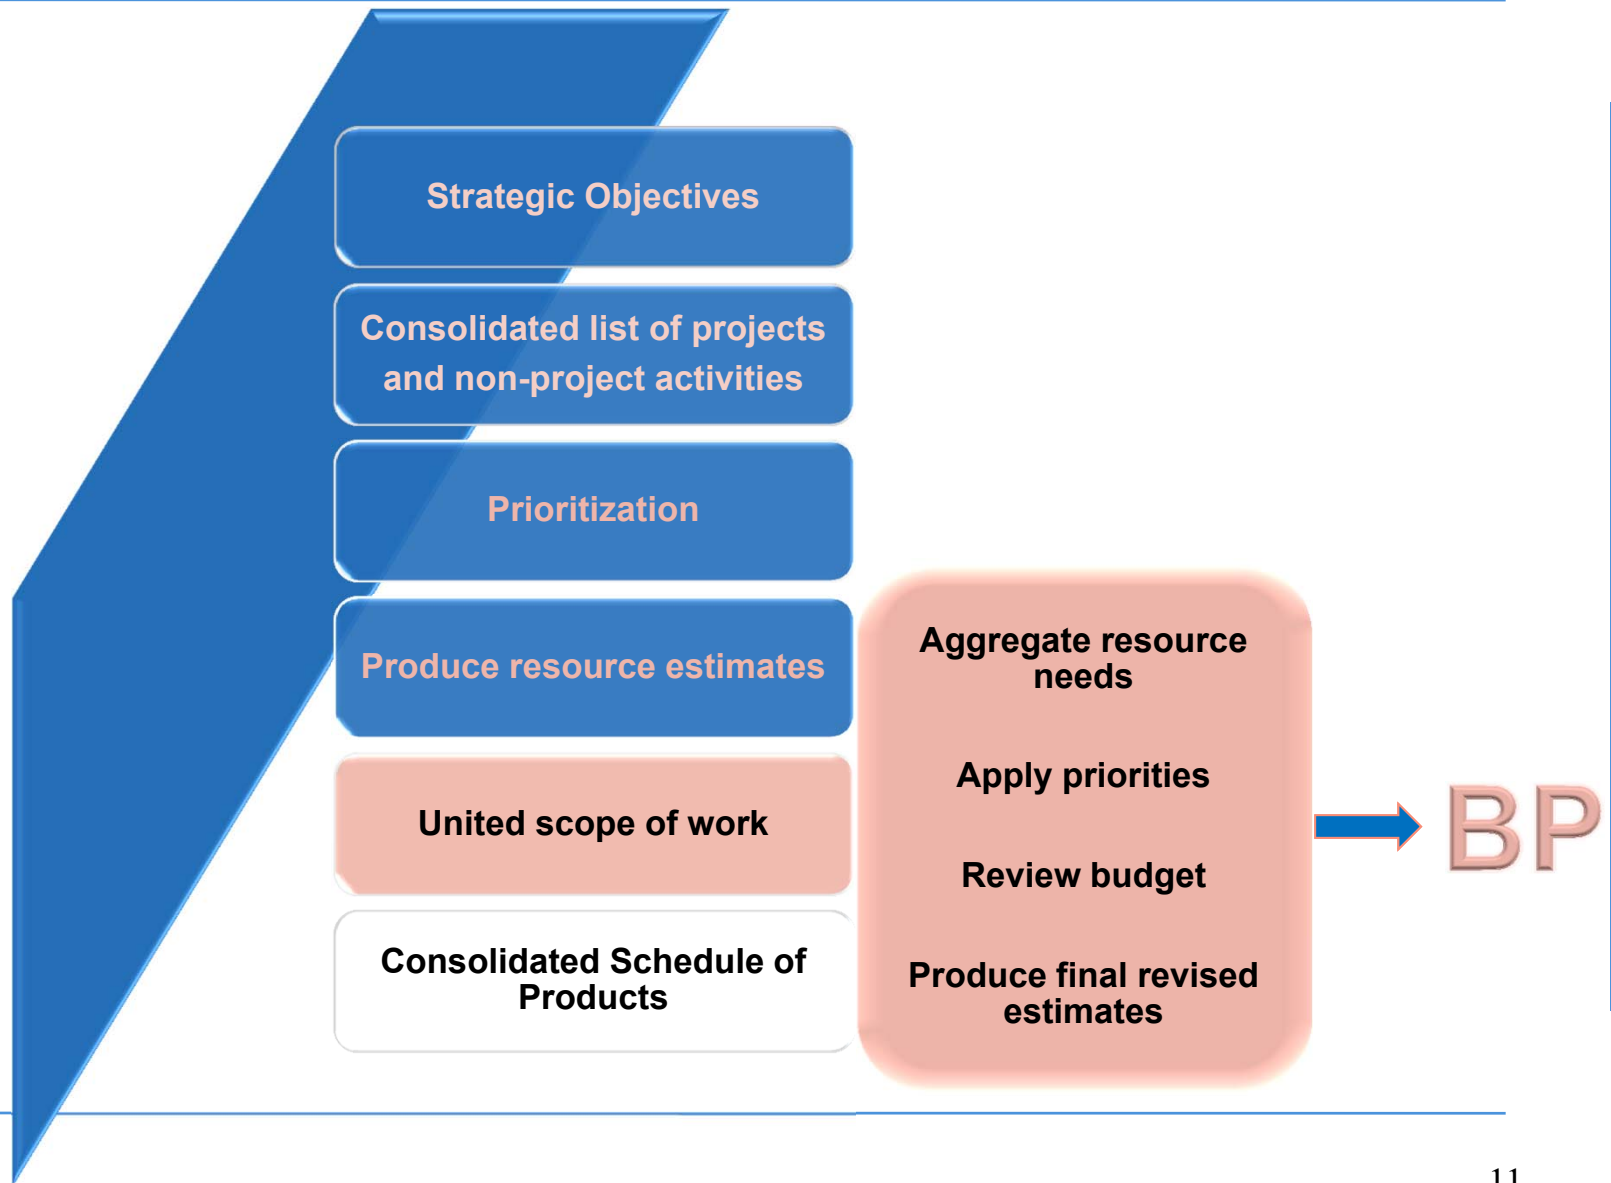 Strategic Objectives
Consolidated list of projects
and non-project activities
Prioritization
Produce resource estimates
United scope of work
Consolidated Schedule of
Products
Aggregate resource
needs
Apply priorities
Review budget
Produce final revised
estimates
BP
11